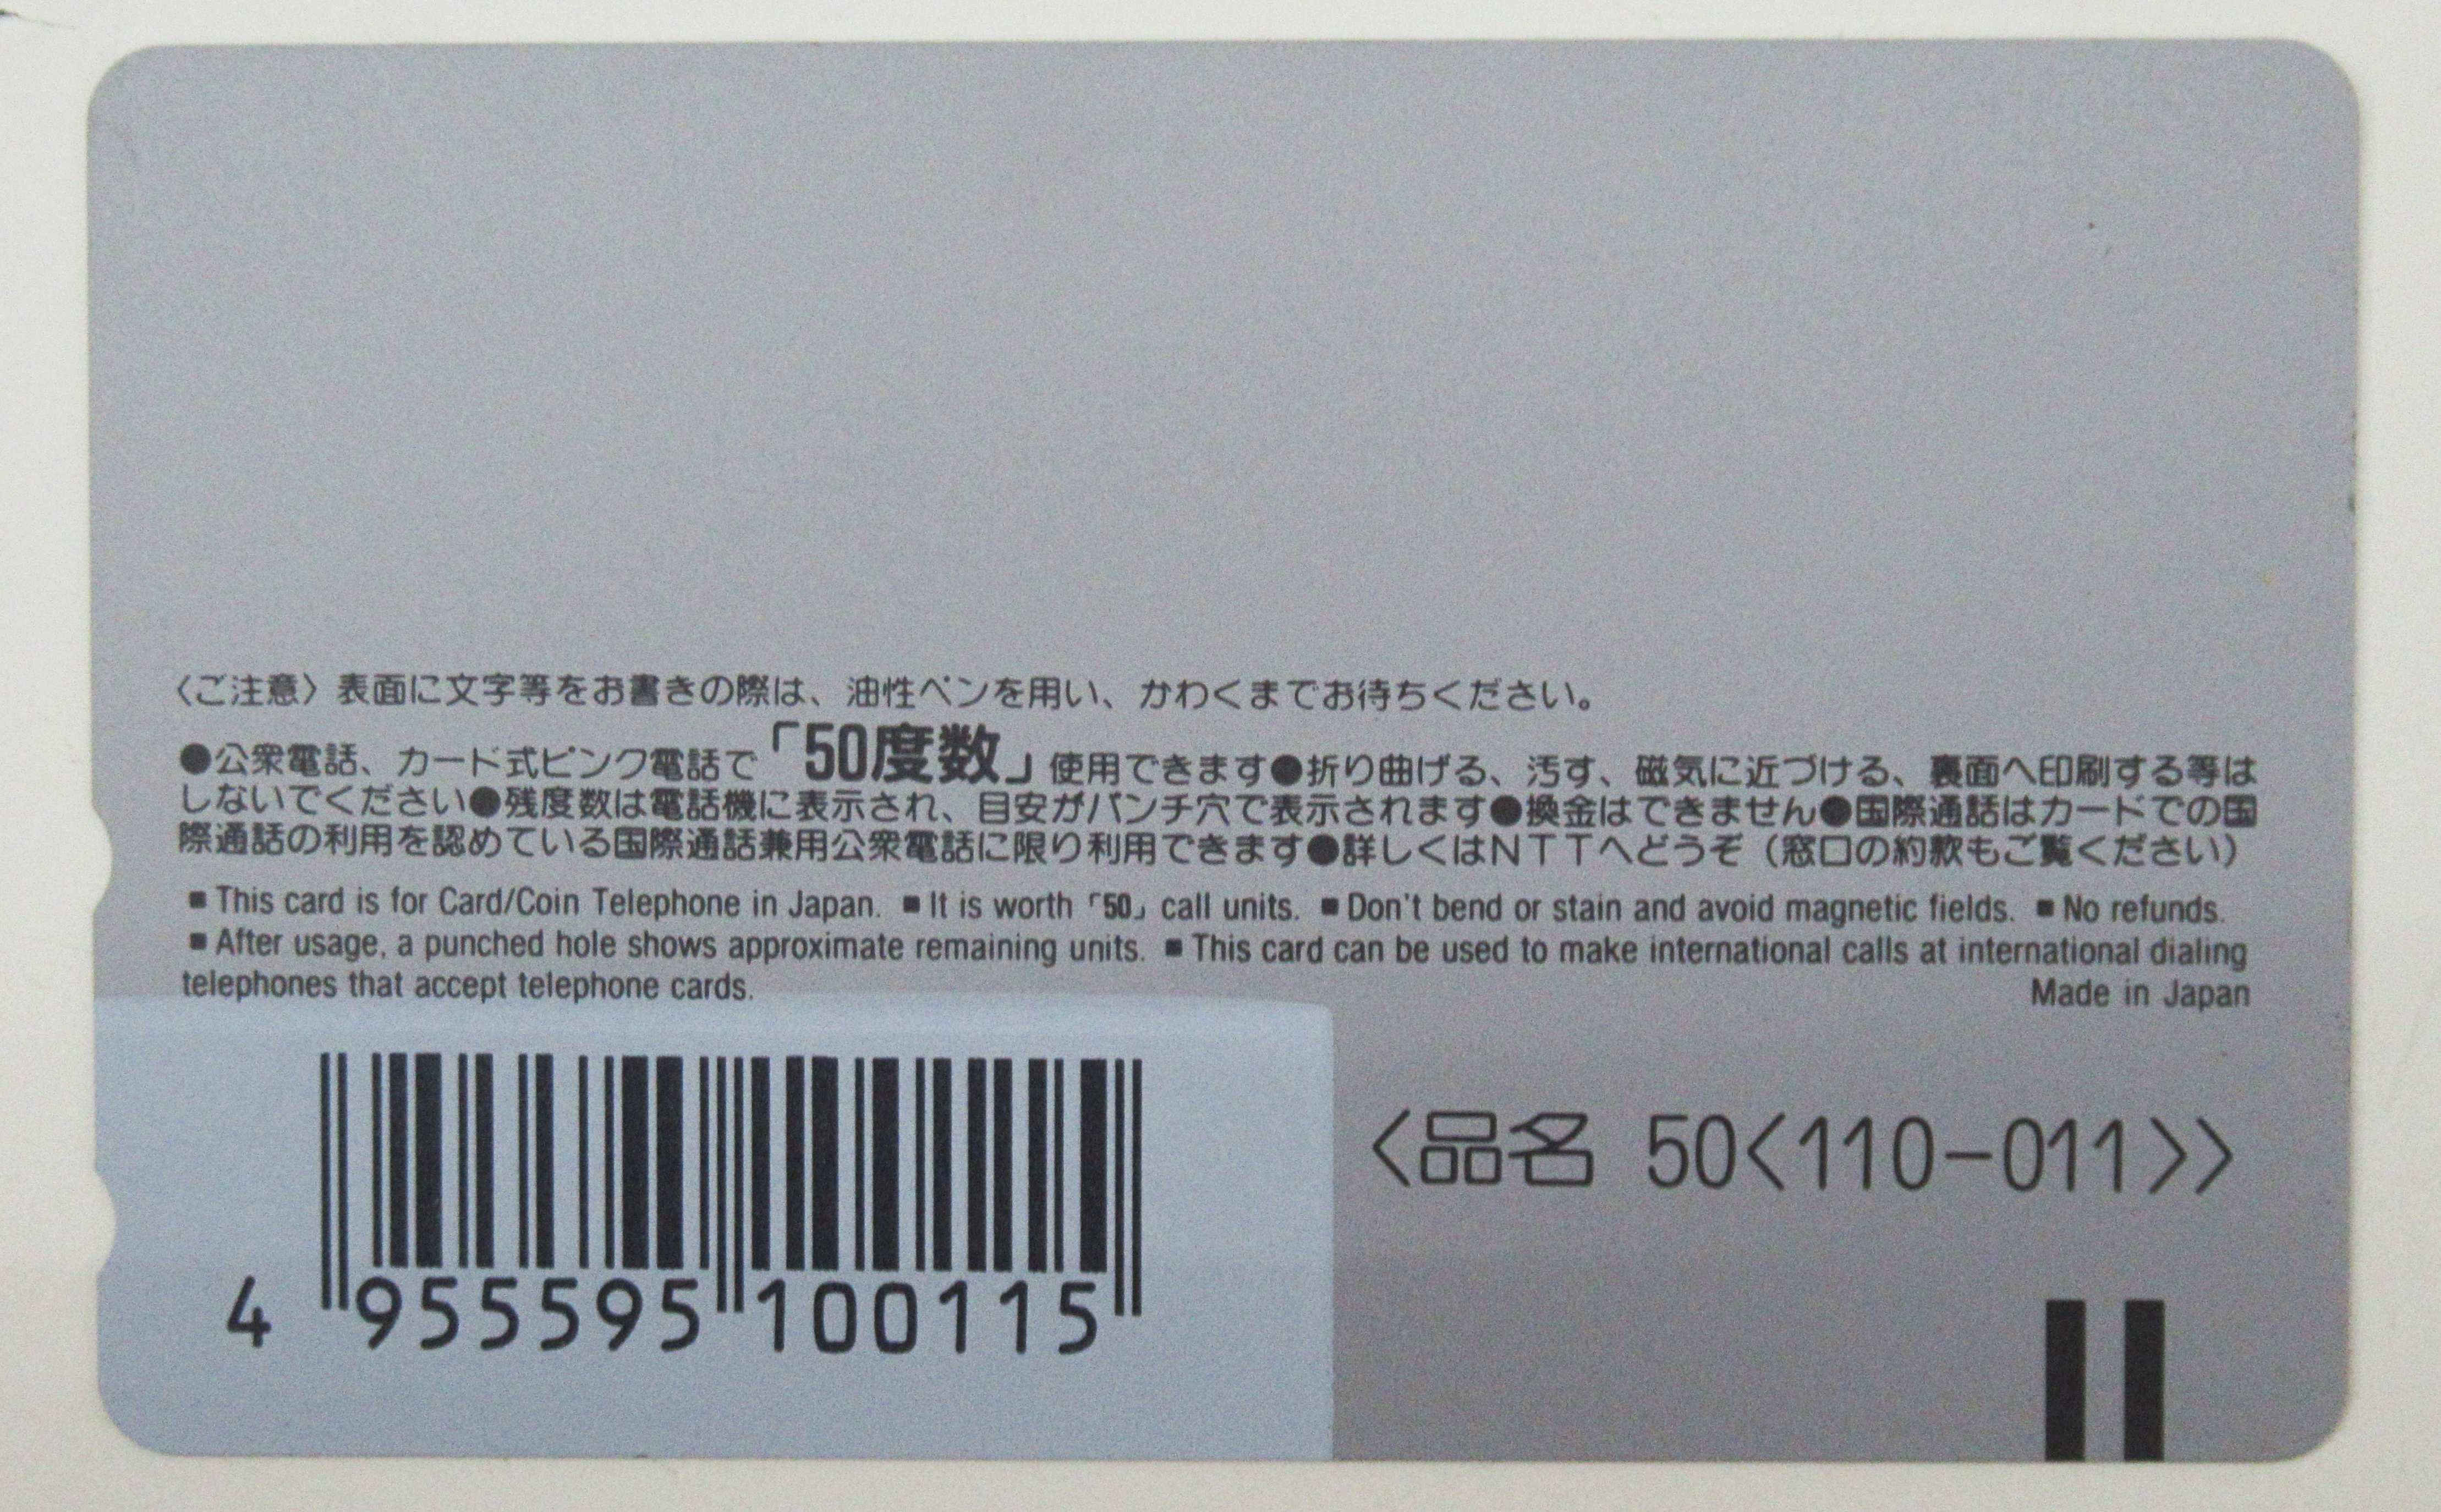 〈ご注意〉表面に文字等をお書きの際は、油性ペンを用い、かわくまでお待ちください。
●公衆電話、カード式ピンク電話で「50度数」使用できます●折り曲げる、汚す、磁気に近づける、裏面へ印刷する等は
しないでください●残度数は電話機に表示され、目安がパンチ穴で表示されます●換金はできません●国際通話はカードでの国
際通話の利用を認めている国際通話兼用公衆電話に限り利用できます●詳しくはNTTへどうぞ（窓口の約款もご覧ください）
■ This card is for Card/Coin Telephone in Japan. ■ It is worth「50」call units. ■ Don't bend or stain and avoid magnetic fields. ■ No refunds.
■ After usage, a punched hole shows approximate remaining units. ■ This card can be used to make international calls at international dialing
telephones that accept telephone cards.
Made in Japan
<品名 50<110-011>>
4 955595 100115